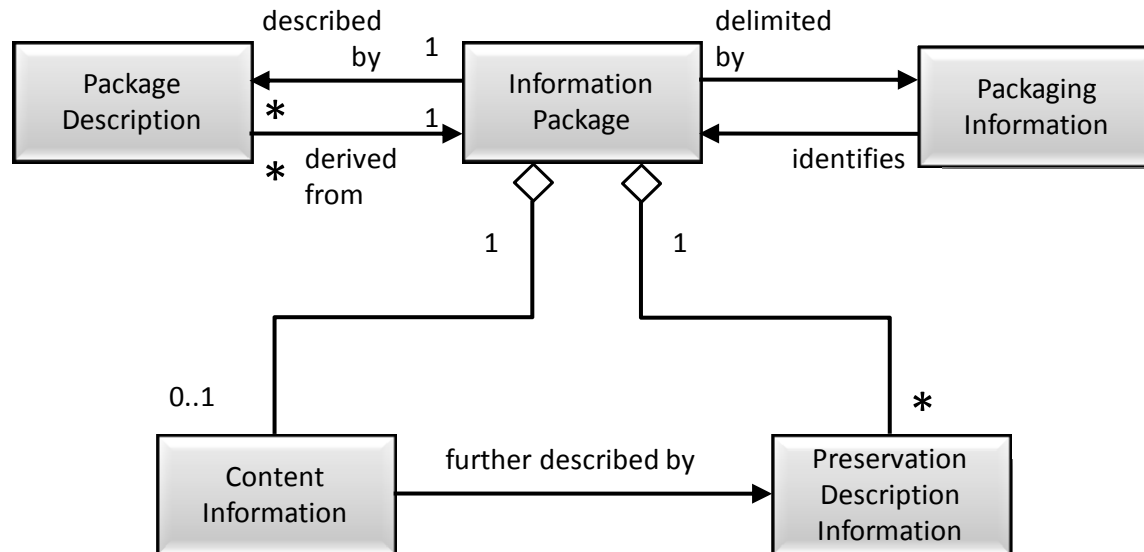 described
by
1
delimited
by
Package
Description
Information
Package
Packaging
Information
*
1
*
derived
from
identifies
1
1
0..1
*
further described by
Content
Information
Preservation
Description
Information